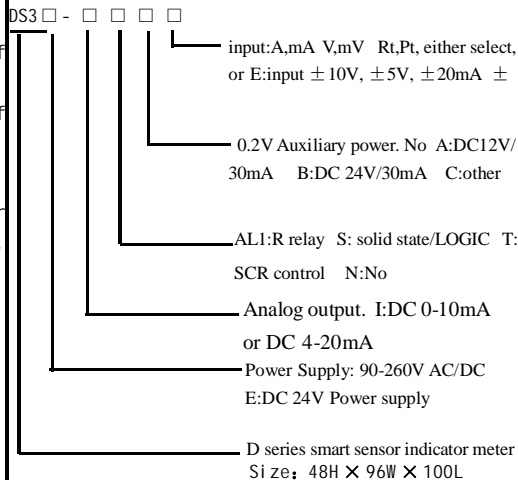 DS3□-□□□□
input:A,mA V,mV Rt,Pt, either select,
or E:input ±10V, ±5V, ±20mA ±
0.2V Auxiliary power. No A:DC12V/
30mA B:DC 24V/30mA C:other
AL1:R relay S: solid state/LOGIC T:
SCR control N:No
Analog output. I:DC 0-10mA
or DC 4-20mA
Power Supply: 90-260V AC/DC
E:DC 24V Power supply
D series smart sensor indicator meter
Size：48H × 96W × 100L